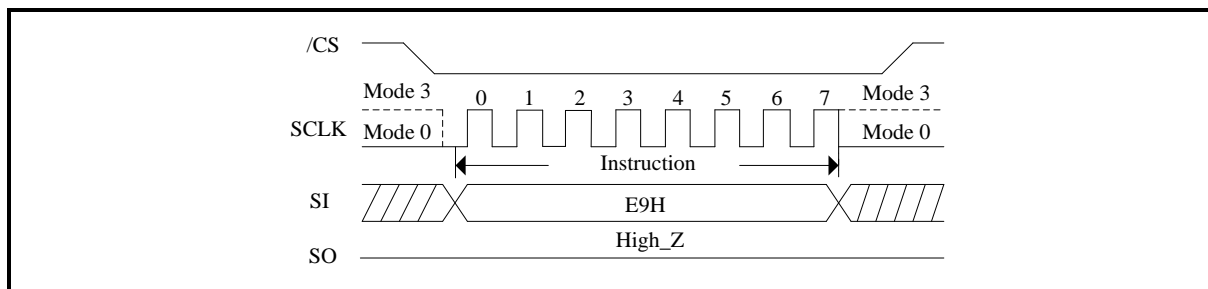 /CS
Mode 3 0 1 2 3 4 5 6 7 Mode 3
SCLK Mode 0 Mode 0
Instruction
SI E9H
High_Z
SO